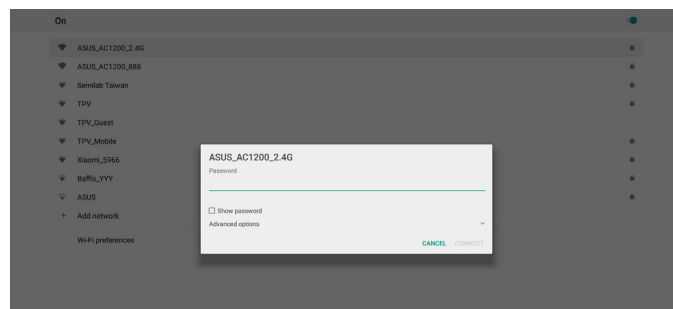 On
ASUS_AC1200_2.4G
ASUS_AC1200_888
Semilab Taiwan
TPV
TPV_Guest
TPV_Mobile
Xiaomi_5966
Baffio_YYY
ASUS
Add network
Wi-Fi preferences
ASUS_AC1200_2.4G
Password
Show password
Advanced options
CANCEL CONNECT